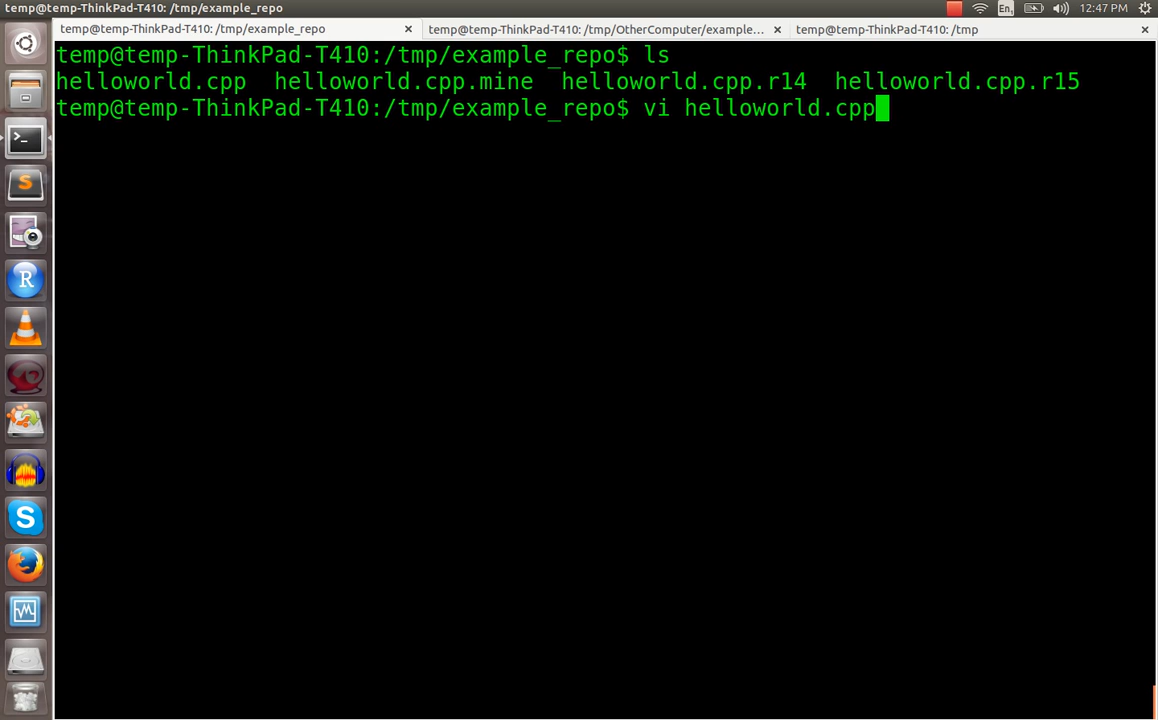 temp@temp-ThinkPad-T410: /tmp/example_repo
En1
12:47 PM
temp@temp-ThinkPad-T410: /tmp/example_repo
temp@temp-ThinkPad-T410: /tmp/OtherComputer/example...
temp@temp-ThinkPad-T410: /tmp
temp@temp-ThinkPad-T410:/tmp/example_repo$ ls
helloworld.cpp helloworld.cpp.mine helloworld.cpp.r14 helloworld.cpp.r15
temp@temp-ThinkPad-T410:/tmp/example_repo$ vi helloworld.cpp
>_
S
R
S